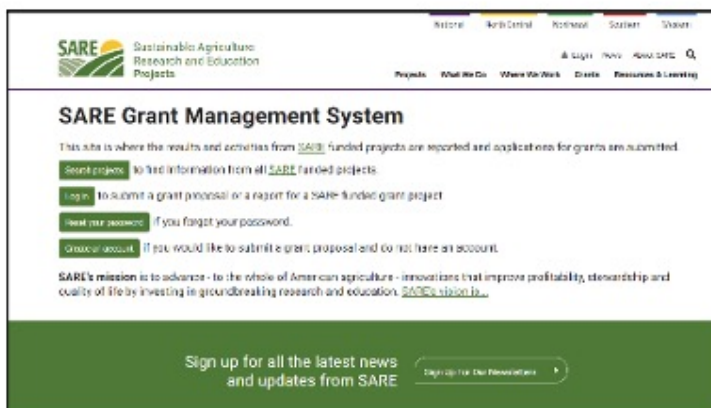 National North Central Northeast Southern Western
SARE Sustainable Agriculture
Research and Education
Projects
Login News About SARE
Projects What We Do Where We Work Grants Resources & Learning
SARE Grant Management System
This site is where the results and activities from SARE funded projects are reported and applications for grants are submitted.
Search projects to find information from all SARE funded projects.
Log in to submit a grant proposal or a report for a SARE funded grant project
Reset your password if you forgot your password.
Create an account if you would like to submit a grant proposal and do not have an account.
SARE's mission is to advance - to the whole of American agriculture - innovations that improve profitability, stewardship and
quality of life by investing in groundbreaking research and education. SARE's vision is...
Sign up for all the latest news
and updates from SARE
Sign Up For Our Newsletters